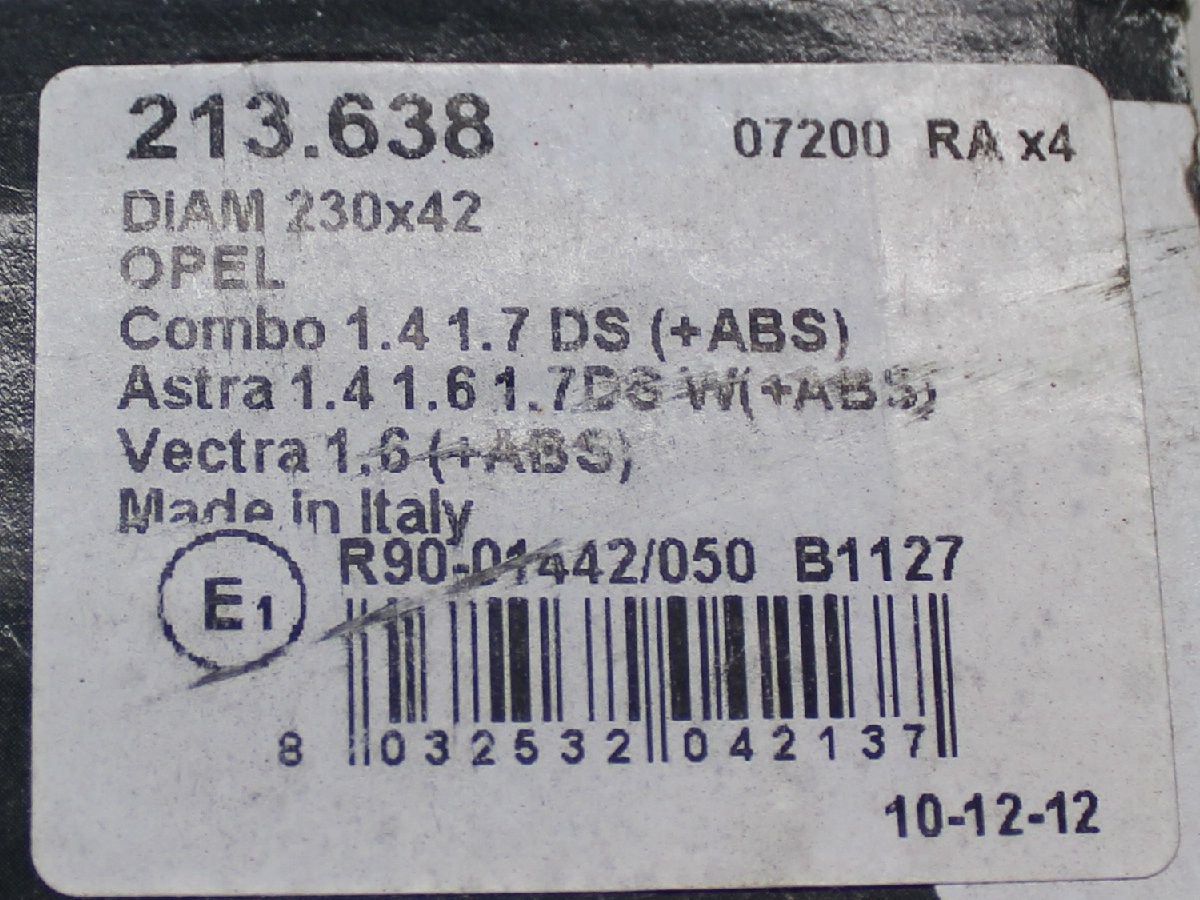 213.638 07200 RA x4
DIAM 230x42
OPEL
Combo 1.4 1.7 DS (+ABS)
Astra 1.4 1.6 1.7DS W(+ABS)
Vectra 1.6 (+ABS)
Made in Italy
E1 R90-01442/050 B1127
8 032532 042137
10-12-12